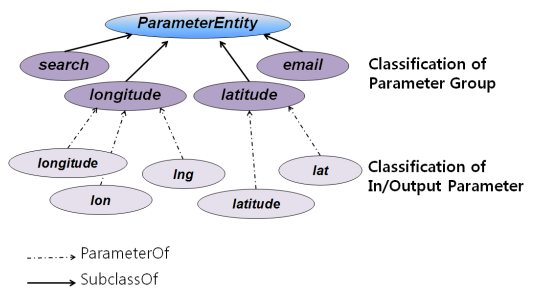 ParameterEntity
search
email
Classification of
Parameter Group
longitude
latitude
longitude
lng
lat
Classification of
In/Output Parameter
lon
latitude
ParameterOf
SubclassOf